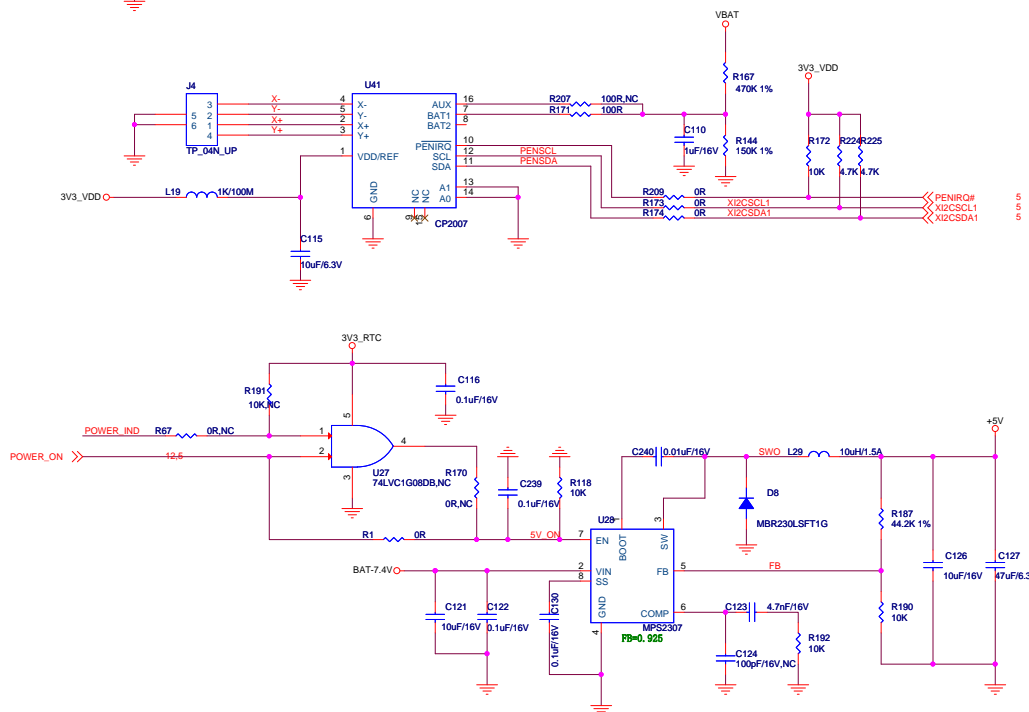 VBAT
R167
470K 1%
3V3_VDD
J4
U41
3
2
1
4
5
6
TP_04N_UP
X-
Y-
X+
Y+
4
5
2
3
1
X-
Y-
X+
Y+
VDD/REF
GND
6
NC
NC
9
AUX
BAT1
BAT2
PENIRQ
SCL
SDA
A1
A0
16
7
8
10
12
11
13
14
CP2007
R207
100R,NC
R171
100R
C110
1uF/16V
R144
150K 1%
R172
10K
R224
4.7K
R225
4.7K
PENSCL
PENSDA
R209
0R
R173
0R
XI2CSCL1
R174
0R
XI2CSDA1
PENIRQ#
5
XI2CSCL1
5
XI2CSDA1
5
3V3_VDD
L19
1K/100M
C115
10uF/6.3V
3V3_RTC
R191
10K,NC
C116
0.1uF/16V
POWER_IND
R67
0R,NC
POWER_ON
12,5
1
2
5
4
3
U27
74LVC1G08DB,NC
R170
0R,NC
C239
0.1uF/16V
R118
10K
R1
0R
5V_ON
BAT-7.4V
C121
10uF/16V
C122
0.1uF/16V
C130
0.1uF/16V
U28
1
3
7
2
8
4
5
6
EN
BOOT
SW
VIN
SS
FB
GND
COMP
MPS2307
FB=0.925
C240
0.01uF/16V
SWO
L29
10uH/1.5A
+5V
D8
MBR230LSFT1G
R187
44.2K 1%
FB
C126
10uF/16V
C127
47uF/6.3
R190
10K
C123
4.7nF/16V
C124
100pF/16V,NC
R192
10K